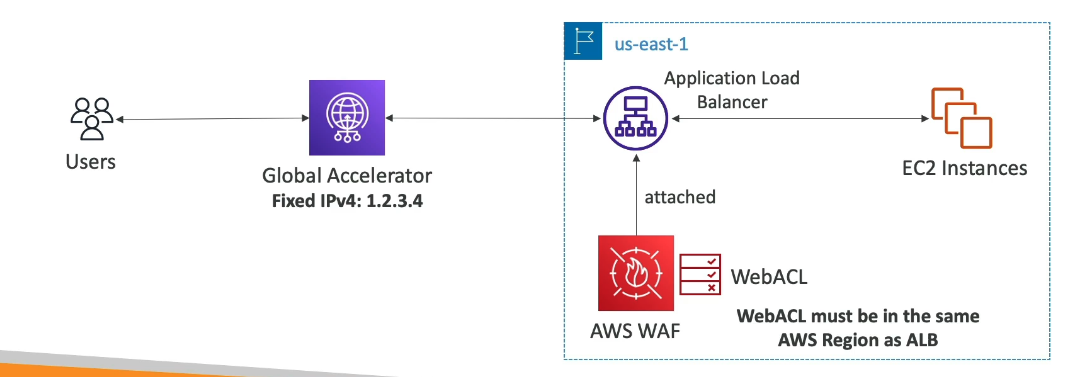 us-east-1
Application Load
Balancer
Users
Global Accelerator
Fixed IPv4: 1.2.3.4
EC2 Instances
attached
WebACL
AWS WAF
WebACL must be in the same
AWS Region as ALB